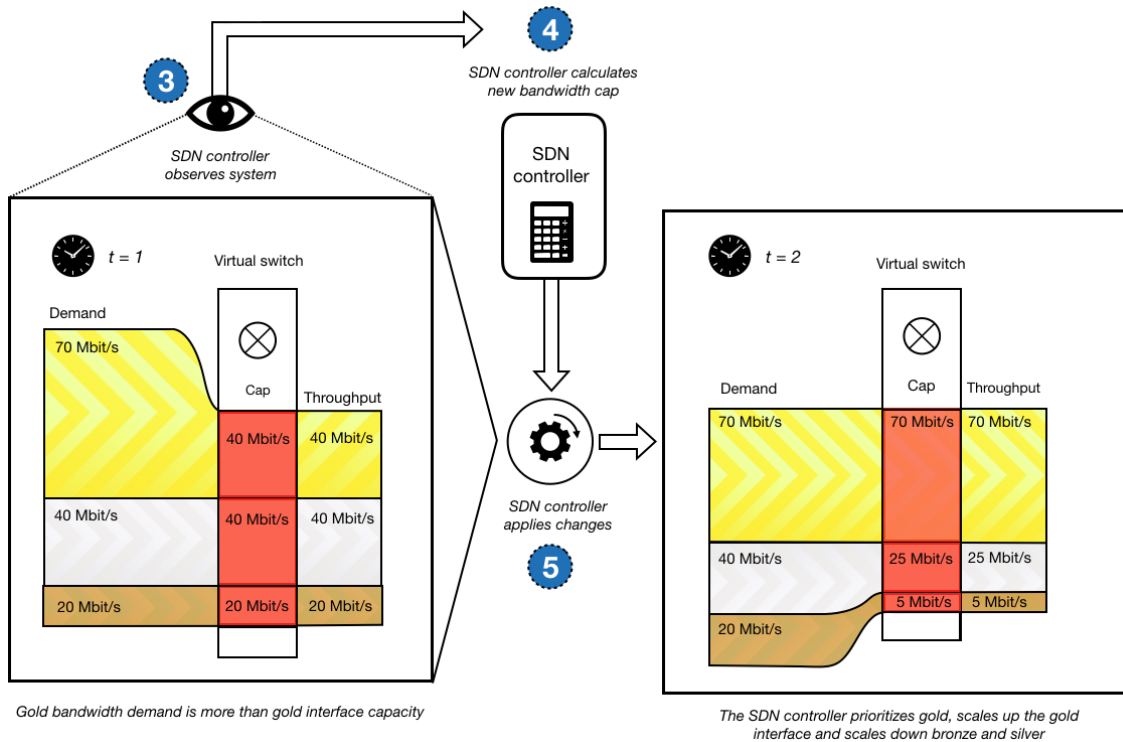 3
4
SDN controller calculates
new bandwidth cap
SDN controller
observes system
SDN
controller
t = 1
Virtual switch
Demand
70 Mbit/s
Cap
Throughput
40 Mbit/s
40 Mbit/s
40 Mbit/s
40 Mbit/s
40 Mbit/s
20 Mbit/s
20 Mbit/s
20 Mbit/s
Gold bandwidth demand is more than gold interface capacity
SDN controller
applies changes
5
t = 2
Virtual switch
Demand
Cap
Throughput
70 Mbit/s
70 Mbit/s
70 Mbit/s
40 Mbit/s
25 Mbit/s
25 Mbit/s
5 Mbit/s
5 Mbit/s
20 Mbit/s
The SDN controller prioritizes gold, scales up the gold
interface and scales down bronze and silver